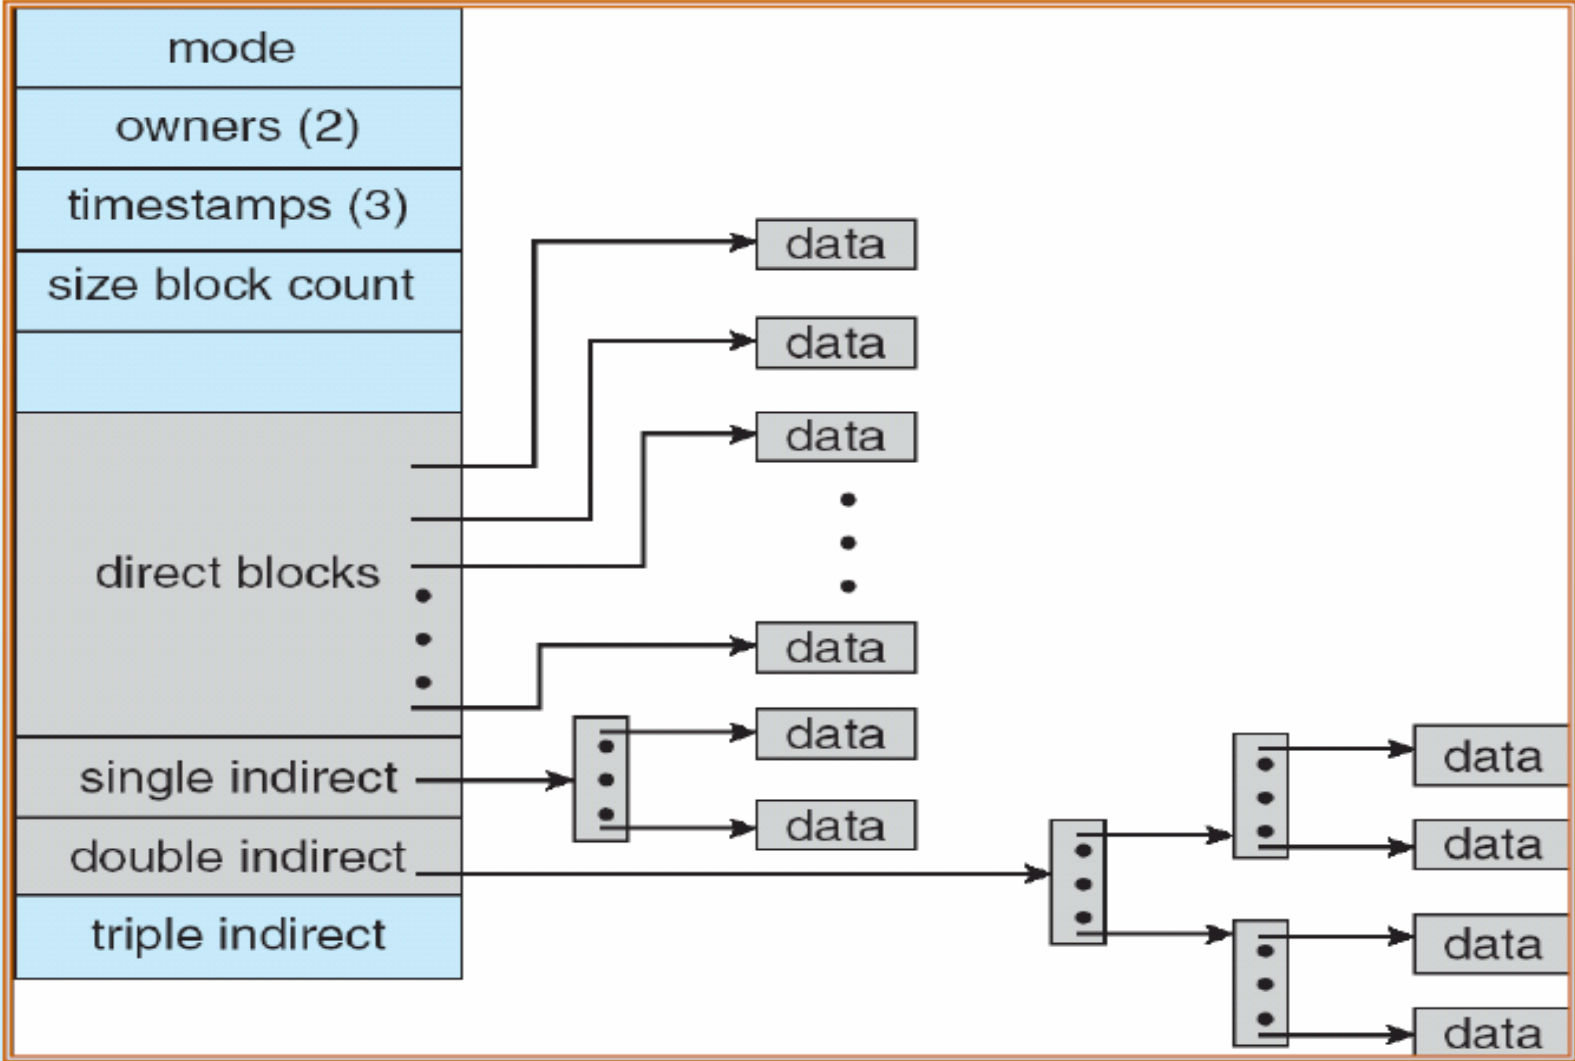 mode
owners (2)
timestamps (3)
size block count
direct blocks
single indirect
double indirect
triple indirect
data
data
data
data
data
data
data
data
data
data